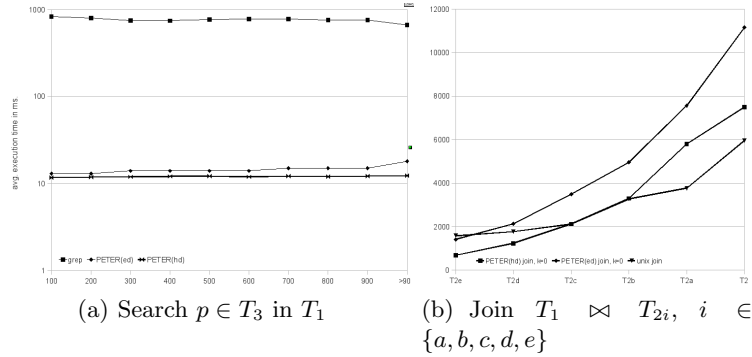 1000
100
10
1
avg. execution time in ms
grep PETER(ed) PETER(hd)
100 200 300 400 500 600 700 800 900 >90
12000
10000
8000
6000
4000
2000
0
PETER(hd) join, k=0 PETER(ed) join, k=0 unix join
T2e T2d T2c T2b T2a T2
(a) Search p ∈ T₃ in T₁
(b) Join T₁ ⋈ T₂ᵢ, i ∈
{a, b, c, d, e}